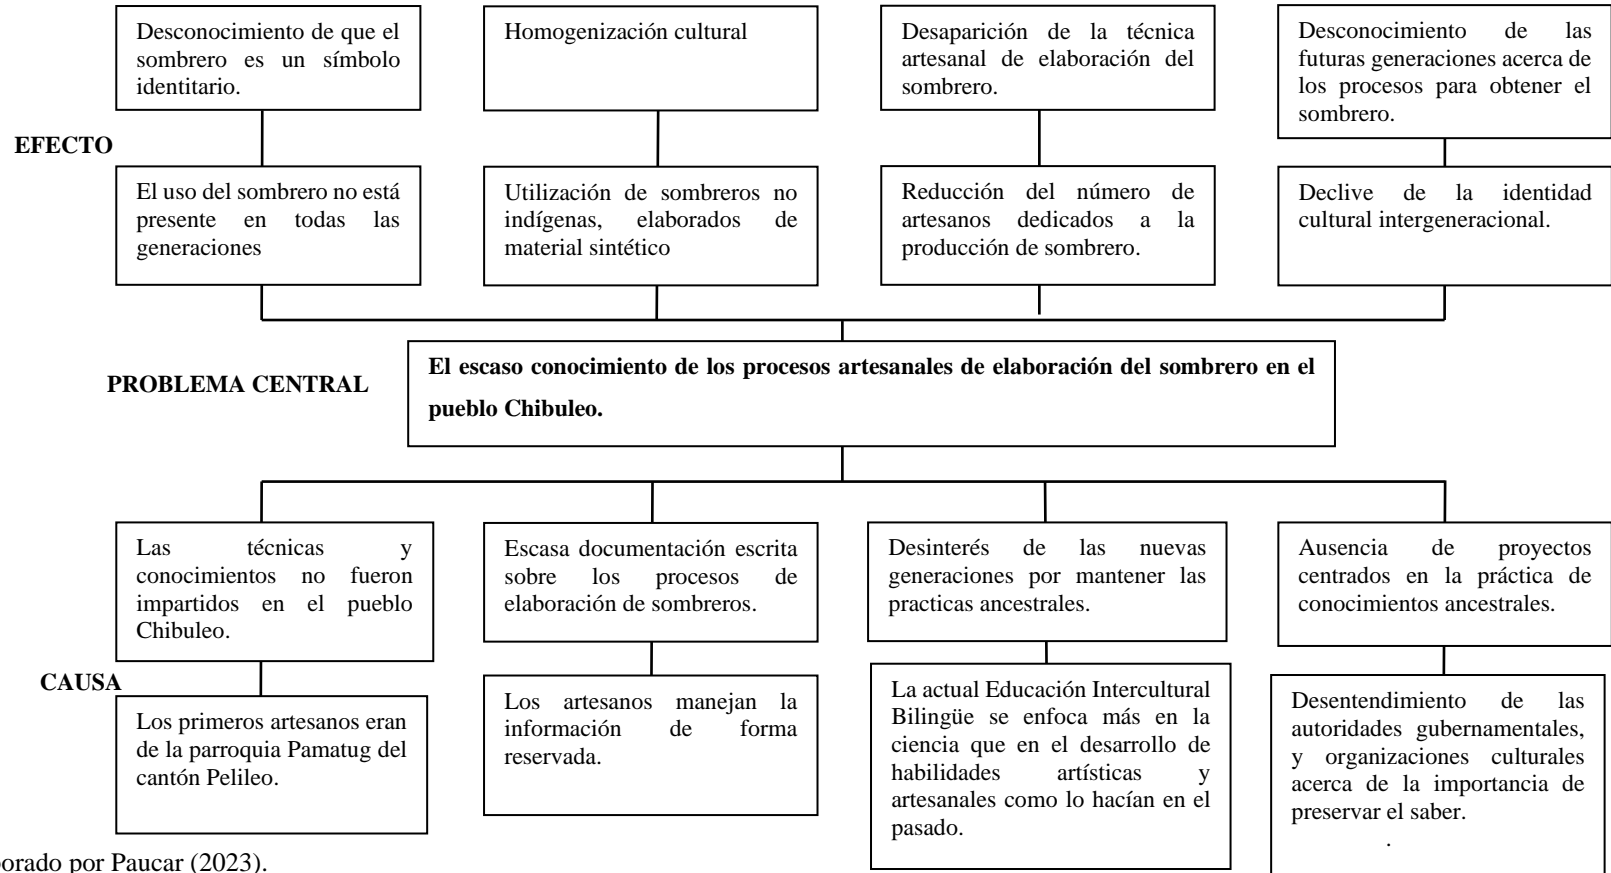 Desconocimiento de que el
sombrero es un símbolo
identitario.
Homogenización cultural
Desaparición de la técnica
artesanal de elaboración del
sombrero.
Desconocimiento de las
futuras generaciones acerca de
los procesos para obtener el
sombrero.
EFECTO
El uso del sombrero no está
presente en todas las
generaciones
Utilización de sombreros no
indígenas, elaborados de
material sintético
Reducción del número de
artesanos dedicados a la
producción de sombrero.
Declive de la identidad
cultural intergeneracional.
PROBLEMA CENTRAL
El escaso conocimiento de los procesos artesanales de elaboración del sombrero en el
pueblo Chibuleo.
Las técnicas y
conocimientos no fueron
impartidos en el pueblo
Chibuleo.
Escasa documentación escrita
sobre los procesos de
elaboración de sombreros.
Desinterés de las nuevas
generaciones por mantener las
practicas ancestrales.
Ausencia de proyectos
centrados en la práctica de
conocimientos ancestrales.
CAUSA
Los primeros artesanos eran
de la parroquia Pamatug del
cantón Pelileo.
Los artesanos manejan la
información de forma
reservada.
La actual Educación Intercultural
Bilingüe se enfoca más en la
ciencia que en el desarrollo de
habilidades artísticas y
artesanales como lo hacían en el
pasado.
Desentendimiento de las
autoridades gubernamentales,
y organizaciones culturales
acerca de la importancia de
preservar el saber.
.
orado por Paucar (2023).